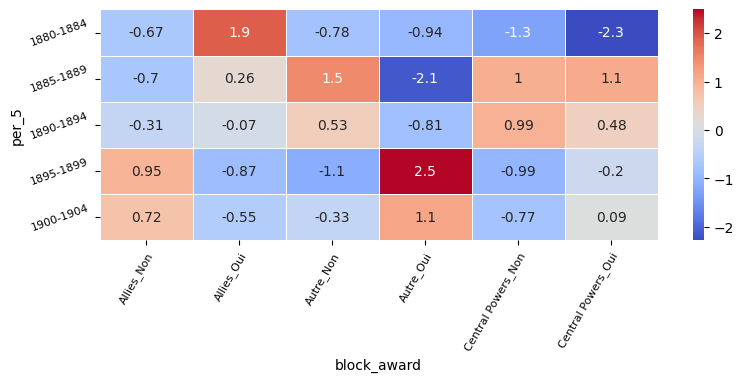 per_5
1880-1884 -0.67 1.9 -0.78 -0.94 -1.3 -2.3
1885-1889 -0.7 0.26 1.5 -2.1 1 1.1
1890-1894 -0.31 -0.07 0.53 -0.81 0.99 0.48
1895-1899 0.95 -0.87 -1.1 2.5 -0.99 -0.2
1900-1904 0.72 -0.55 -0.33 1.1 -0.77 0.09
Allies_Non Allies_Oui Autre_Non Autre_Oui Central Powers_Non Central Powers_Oui
block_award
2
1
0
−1
−2